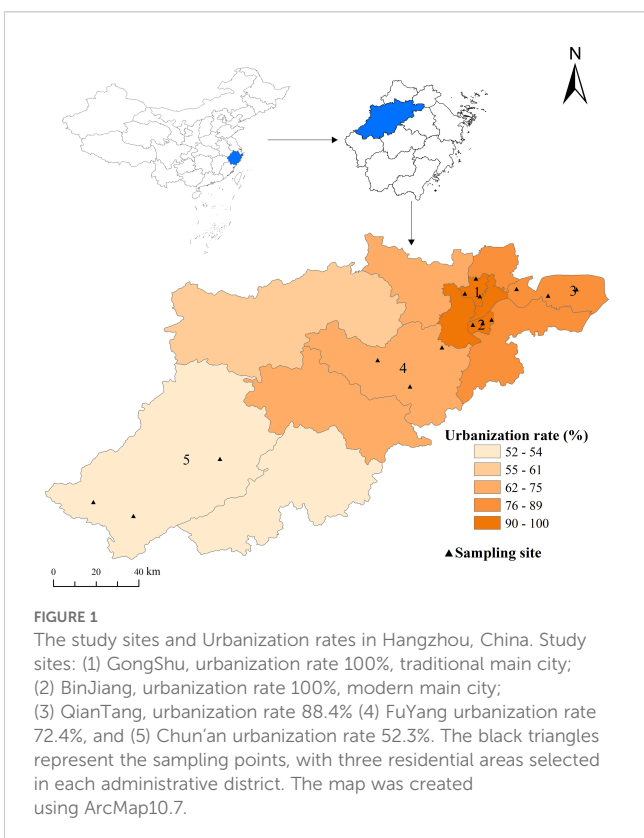 N
1
3
2
4
5
Urbanization rate (%)
52 - 54
55 - 61
62 - 75
76 - 89
90 - 100
▲Sampling site
0 20 40 km
FIGURE 1
The study sites and Urbanization rates in Hangzhou, China. Study
sites: (1) GongShu, urbanization rate 100%, traditional main city;
(2) BinJiang, urbanization rate 100%, modern main city;
(3) QianTang, urbanization rate 88.4% (4) FuYang urbanization rate
72.4%, and (5) Chun’an urbanization rate 52.3%. The black triangles
represent the sampling points, with three residential areas selected
in each administrative district. The map was created
using ArcMap10.7.